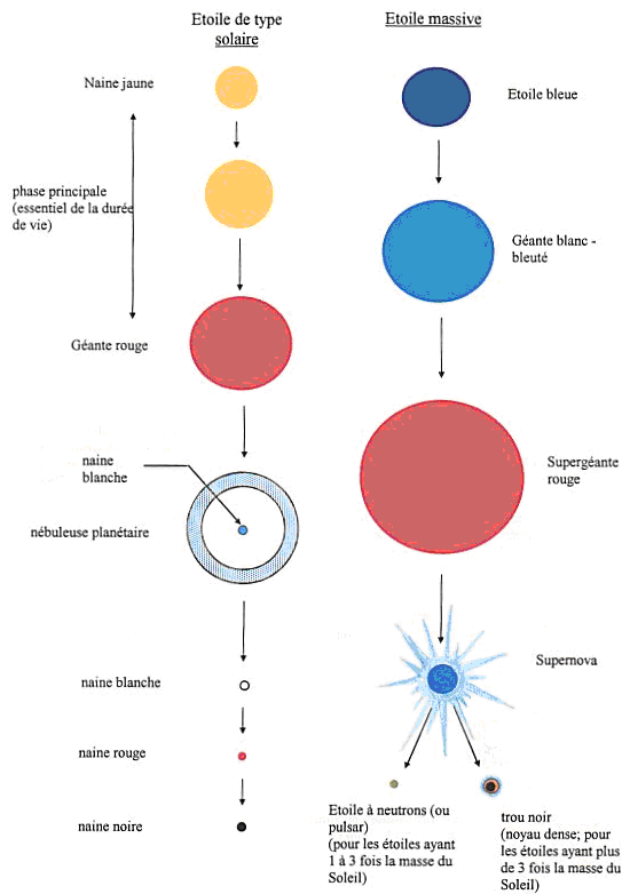 Etoile de type
solaire
Etoile massive
Naine jaune
Etoile bleue
phase principale
(essentiel de la durée
de vie)
Géante blanc -
bleuté
Géante rouge
naine
blanche
Supergéante
rouge
nébuleuse planétaire
Supernova
naine blanche
naine rouge
naine noire
Etoile à neutrons (ou
pulsar)
(pour les étoiles ayant
1 à 3 fois la masse du
Soleil)
trou noir
(noyau dense; pour
les étoiles ayant plus
de 3 fois la masse du
Soleil)